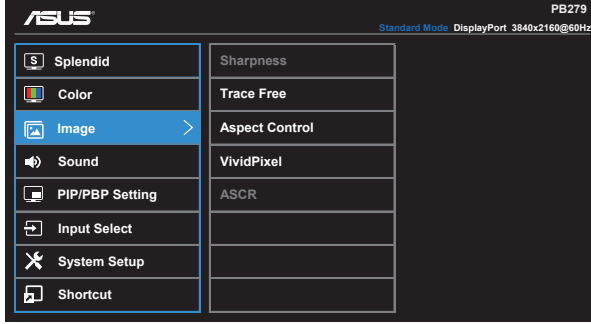 ASUS
PB279
Standard Mode DisplayPort 3840x2160@60Hz
S Splendid
Color
Image
Sound
PIP/PBP Setting
Input Select
System Setup
Shortcut
Sharpness
Trace Free
Aspect Control
VividPixel
ASCR